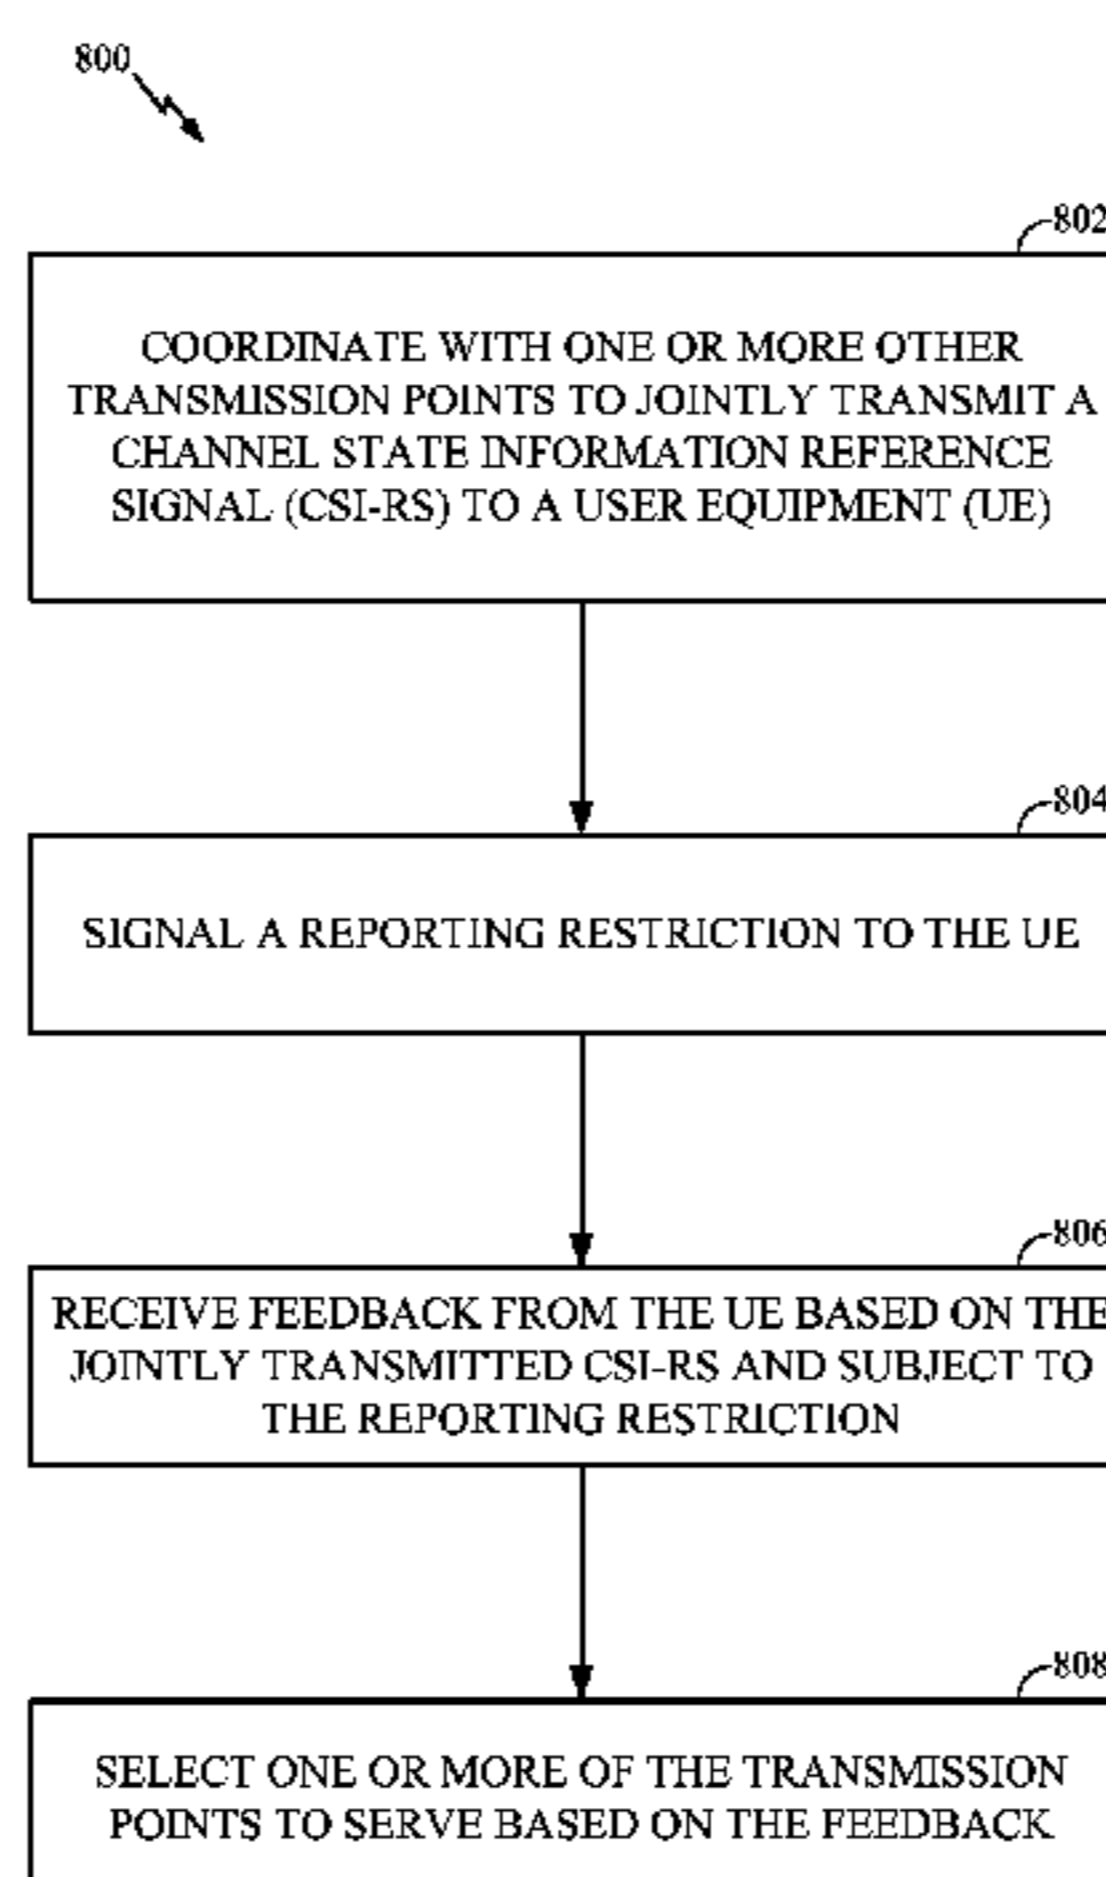 800
802
COORDINATE WITH ONE OR MORE OTHER
TRANSMISSION POINTS TO JOINTLY TRANSMIT A
CHANNEL STATE INFORMATION REFERENCE
SIGNAL (CSI-RS) TO A USER EQUIPMENT (UE)
804
SIGNAL A REPORTING RESTRICTION TO THE UE
806
RECEIVE FEEDBACK FROM THE UE BASED ON THE
JOINTLY TRANSMITTED CSI-RS AND SUBJECT TO
THE REPORTING RESTRICTION
808
SELECT ONE OR MORE OF THE TRANSMISSION
POINTS TO SERVE BASED ON THE FEEDBACK